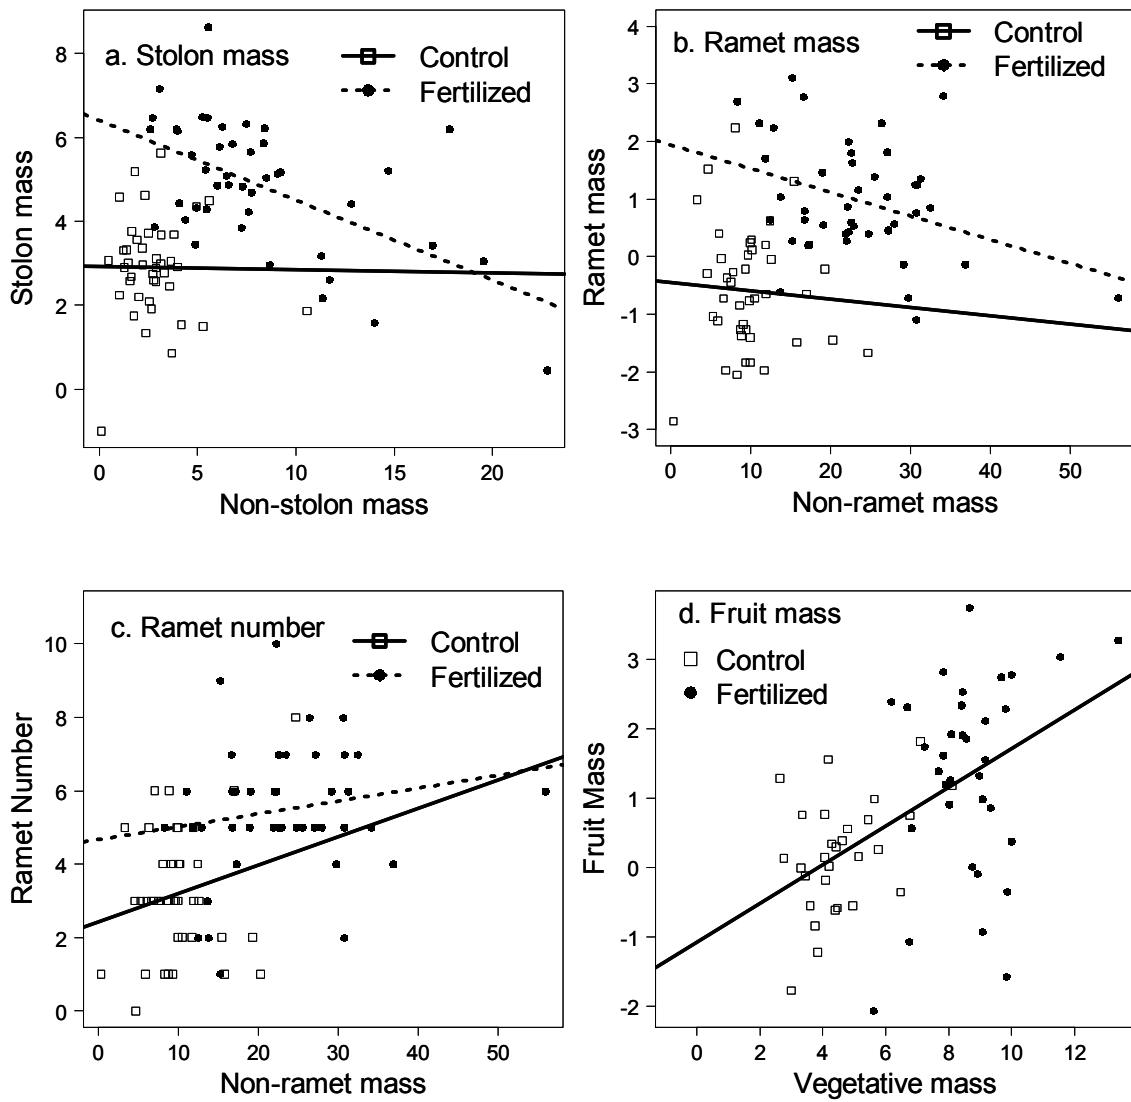 a. Stolon mass
Control
Fertilized
8
6
4
2
0
Stolon mass
0 5 10 15 20
Non-stolon mass
b. Ramet mass
Control
Fertilized
4
3
2
1
0
-1
-2
-3
Ramet mass
0 10 20 30 40 50
Non-ramet mass
c. Ramet number
Control
Fertilized
10
8
6
4
2
0
Ramet Number
0 10 20 30 40 50
Non-ramet mass
d. Fruit mass
Control
Fertilized
3
2
1
0
-1
-2
Fruit Mass
0 2 4 6 8 10 12
Vegetative mass